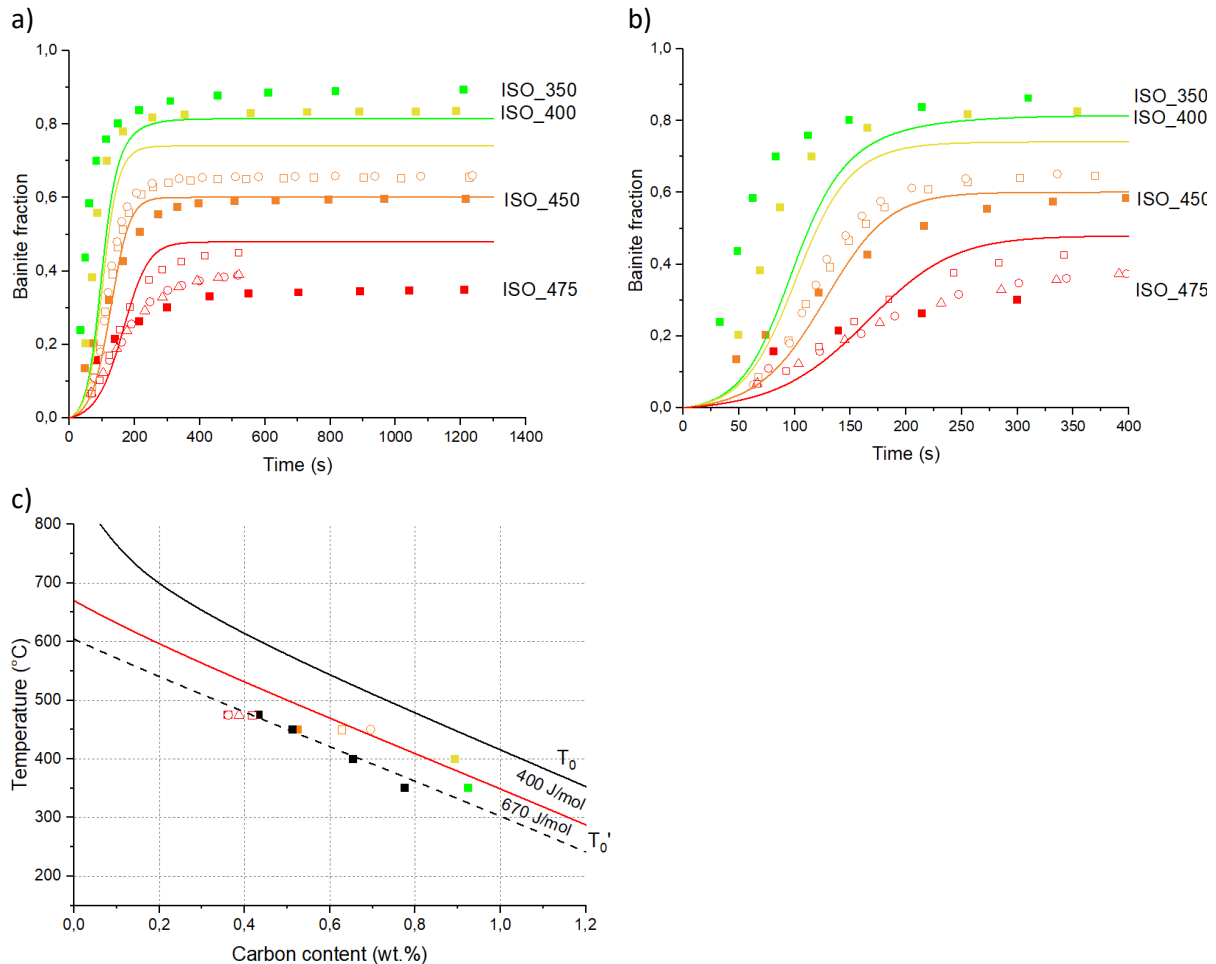 a)
1,0
0,8
0,6
0,4
0,2
0,0
Bainite fraction
0
200
400
600
800
1000
1200
1400
Time (s)
ISO_350
ISO_400
ISO_450
ISO_475
b)
1,0
0,8
0,6
0,4
0,2
0,0
Bainite fraction
0
50
100
150
200
250
300
350
400
Time (s)
ISO_350
ISO_400
ISO_450
ISO_475
c)
800
700
600
500
400
300
200
Temperature (°C)
0,0
0,2
0,4
0,6
0,8
1,0
1,2
Carbon content (wt.%)
T₀
400 J/mol
670 J/mol
T₀'